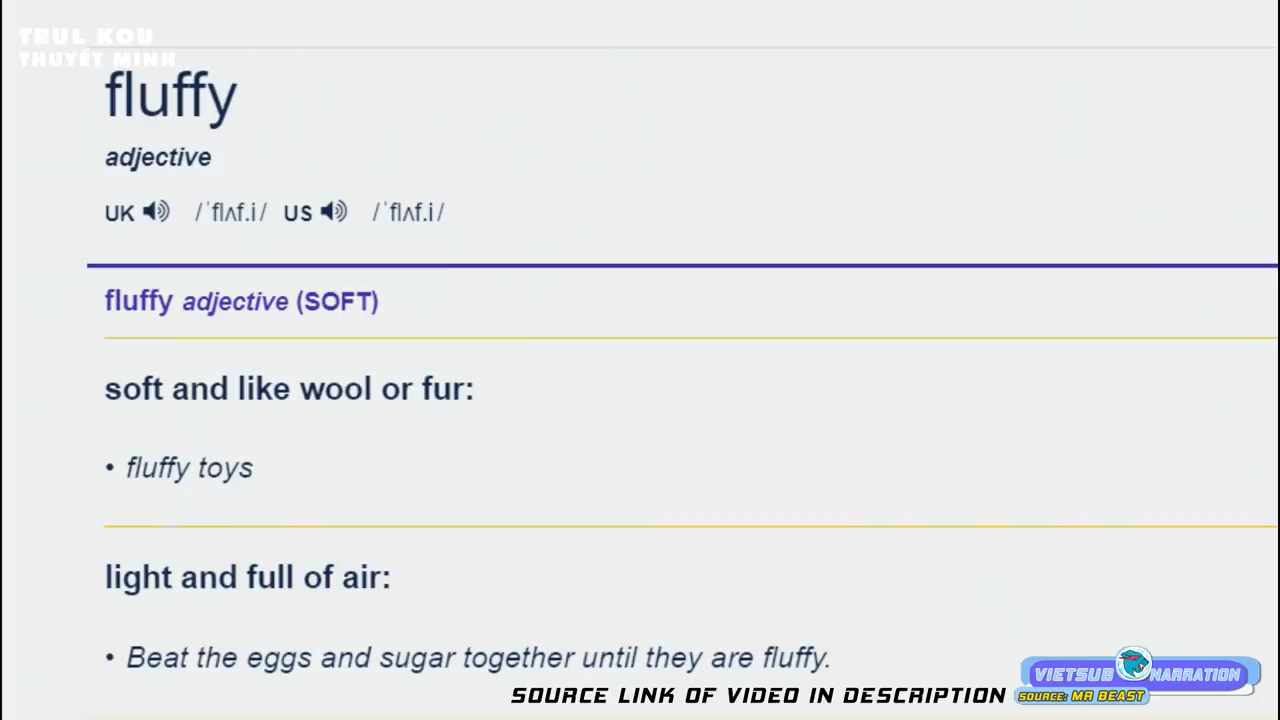 TRUL KOU
THUYẾT MINH
fluffy
adjective
UK /ˈflʌf.i/ US /ˈflʌf.i/
fluffy adjective (SOFT)
soft and like wool or fur:
• fluffy toys
light and full of air:
• Beat the eggs and sugar together until they are fluffy.
SOURCE LINK OF VIDEO IN DESCRIPTION
VIETSUB NARRATION
SOURCE: MR BEAST